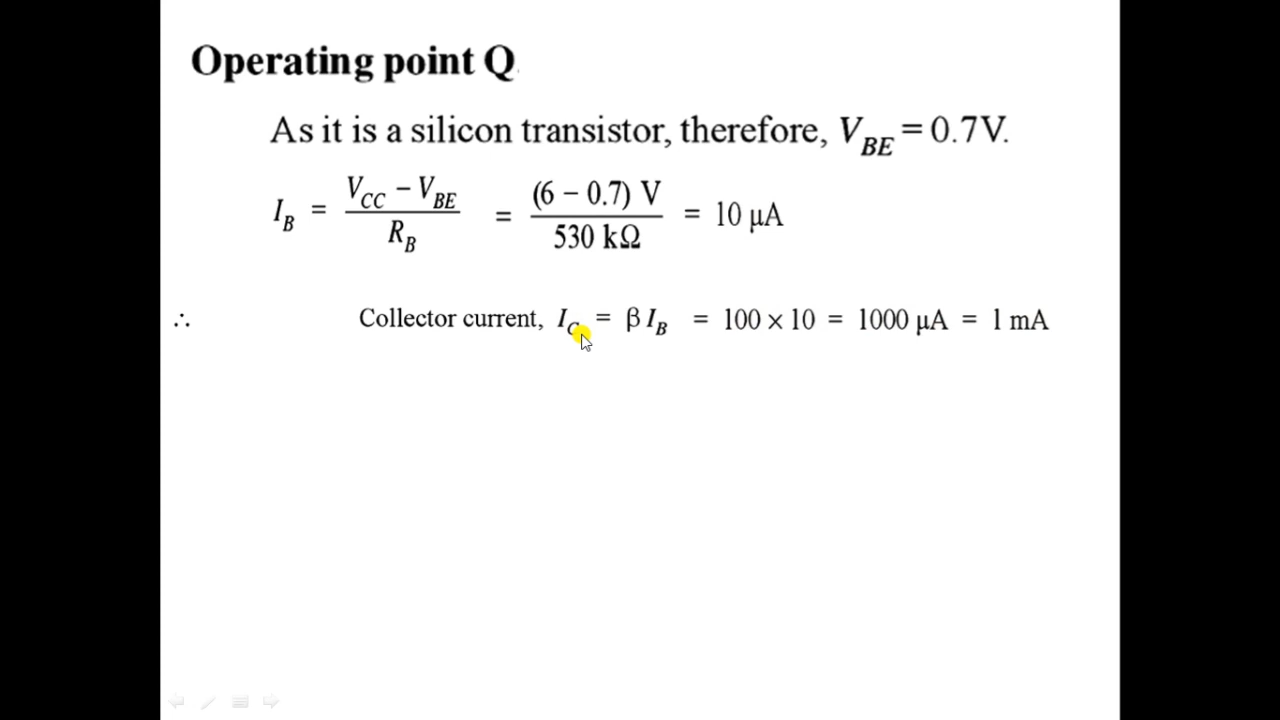 Operating point Q
As it is a silicon transistor, therefore, V_BE = 0.7V.
I_B = (V_CC − V_BE) / R_B = (6 − 0.7) V / 530 kΩ = 10 μA
∴ Collector current, I_C = β I_B = 100 × 10 = 1000 μA = 1 mA